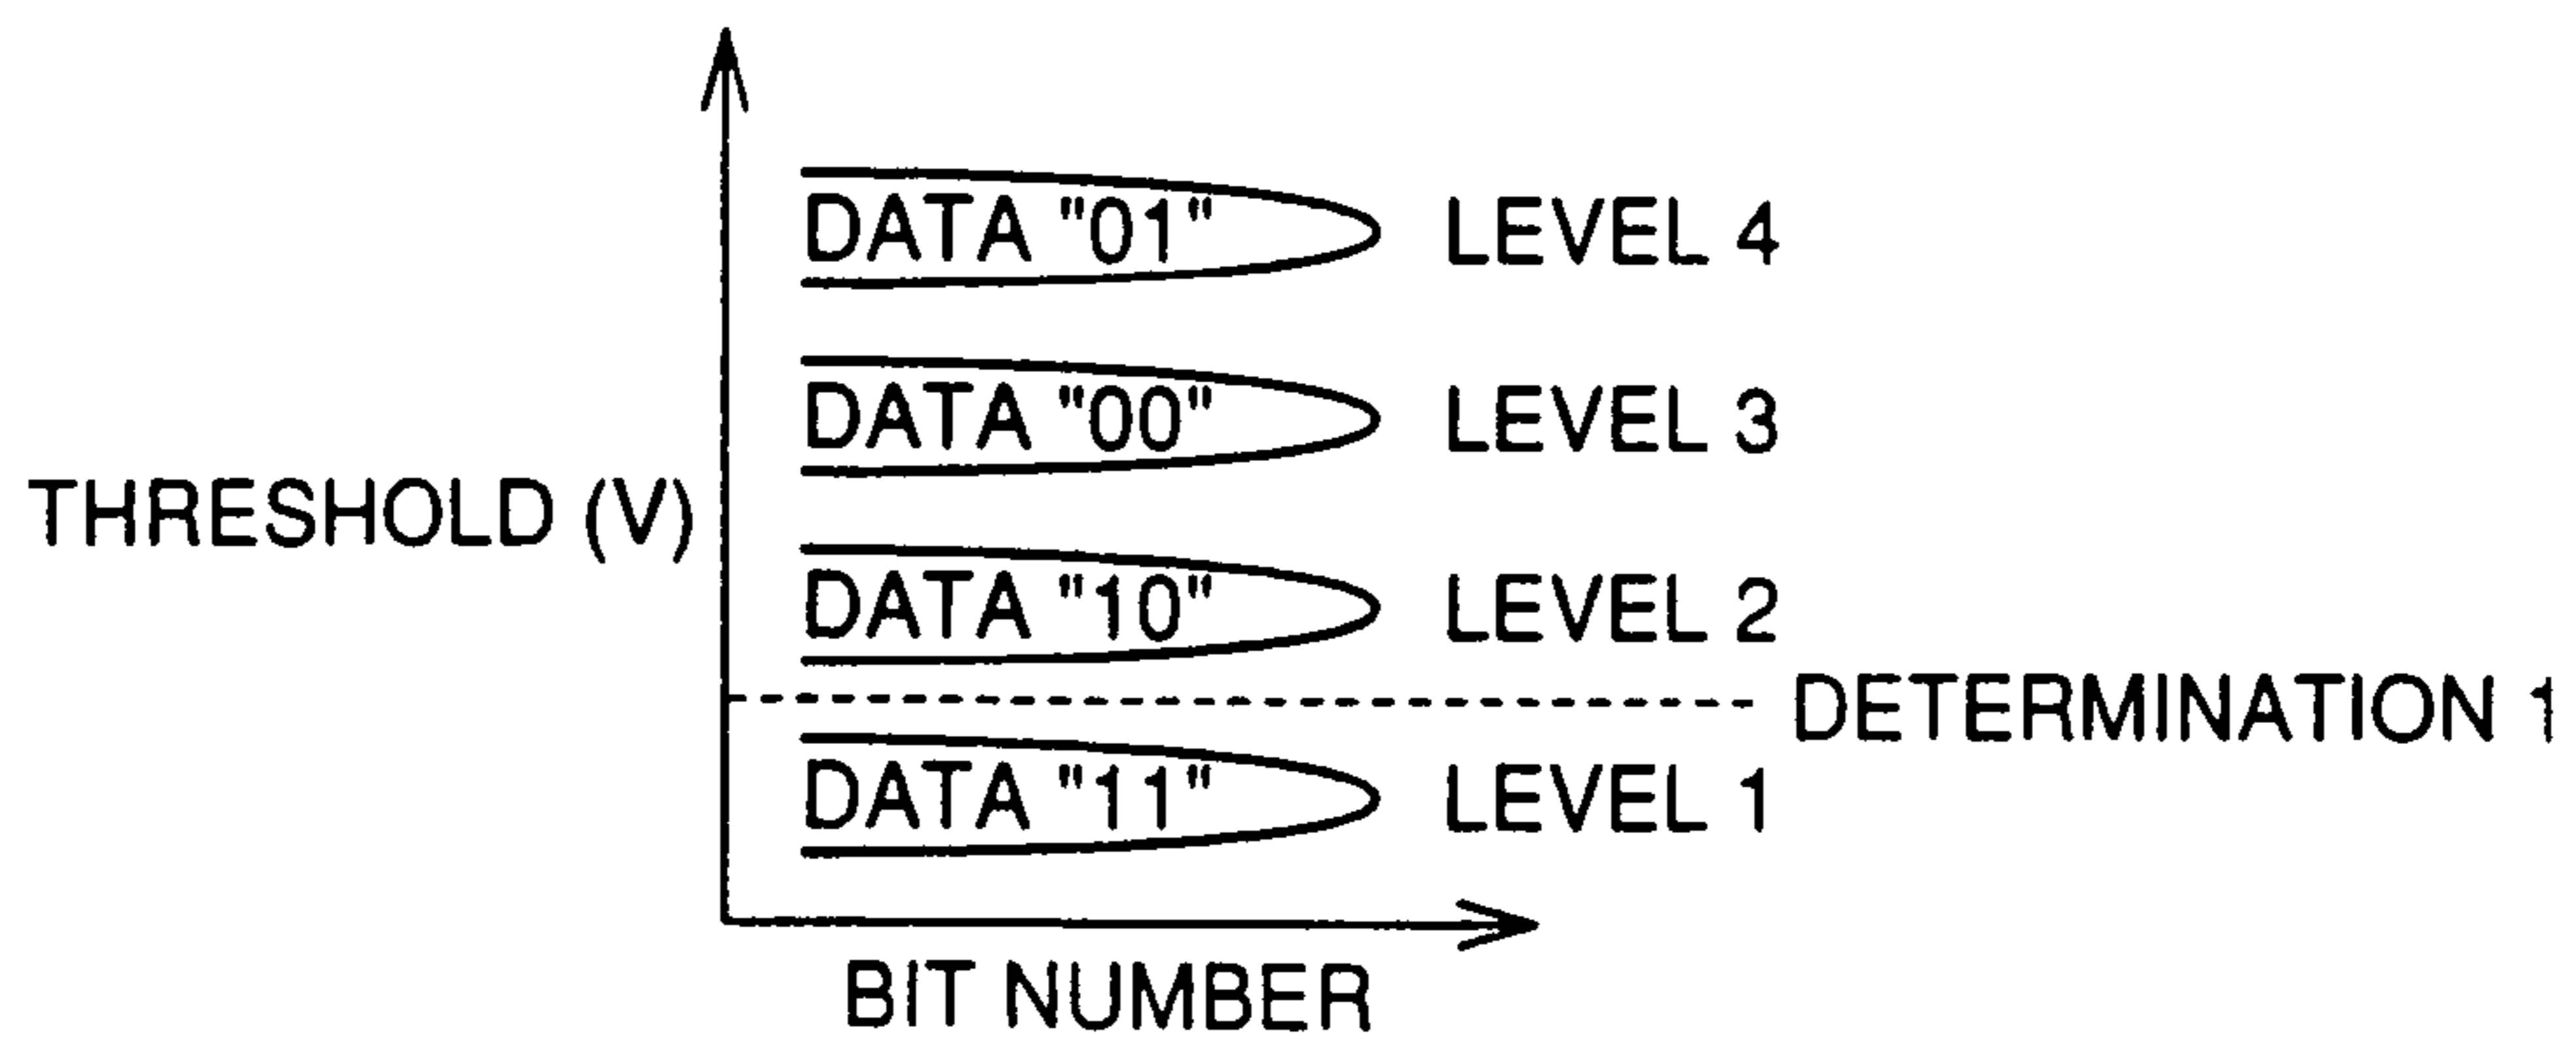 DATA "01" LEVEL 4
DATA "00" LEVEL 3
THRESHOLD (V)
DATA "10" LEVEL 2
DETERMINATION 1
DATA "11" LEVEL 1
BIT NUMBER